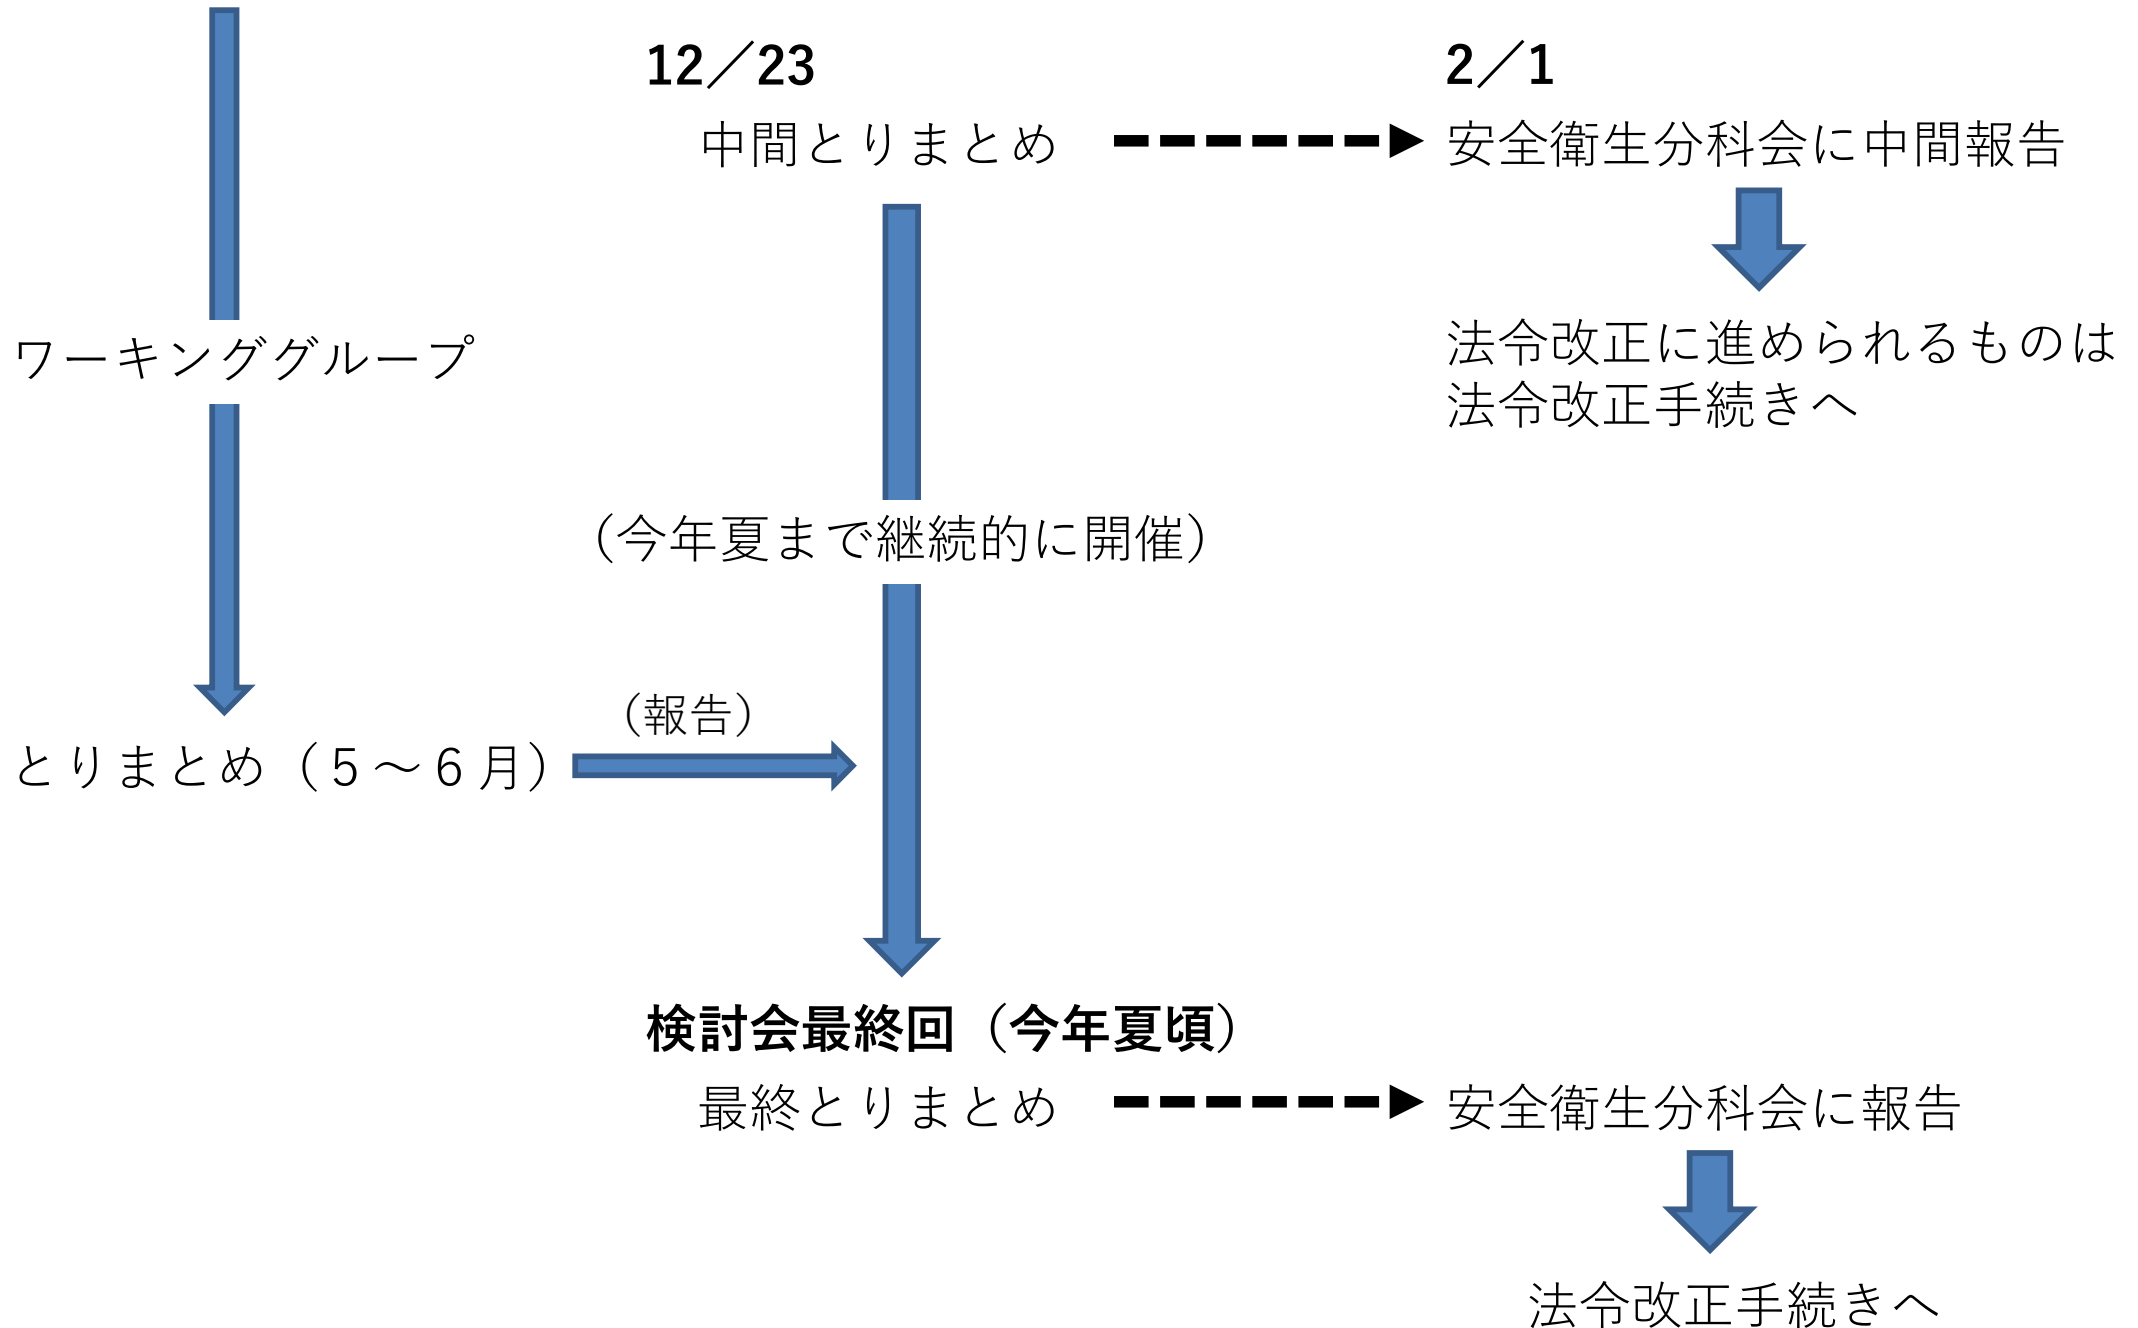 12／23
中間とりまとめ
2／1
安全衛生分科会に中間報告
法令改正に進められるものは
法令改正手続きへ
ワーキンググループ
（今年夏まで継続的に開催）
（報告）
とりまとめ（５～６月）
検討会最終回（今年夏頃）
最終とりまとめ
安全衛生分科会に報告
法令改正手続きへ